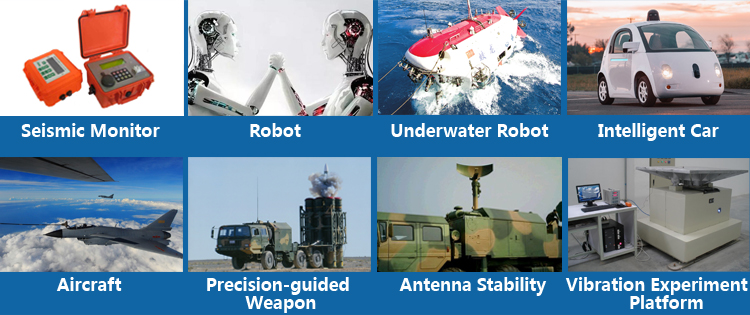 Seismic Monitor
Robot
Underwater Robot
Intelligent Car
Aircraft
Precision-guided
Weapon
Antenna Stability
Vibration Experiment
Platform